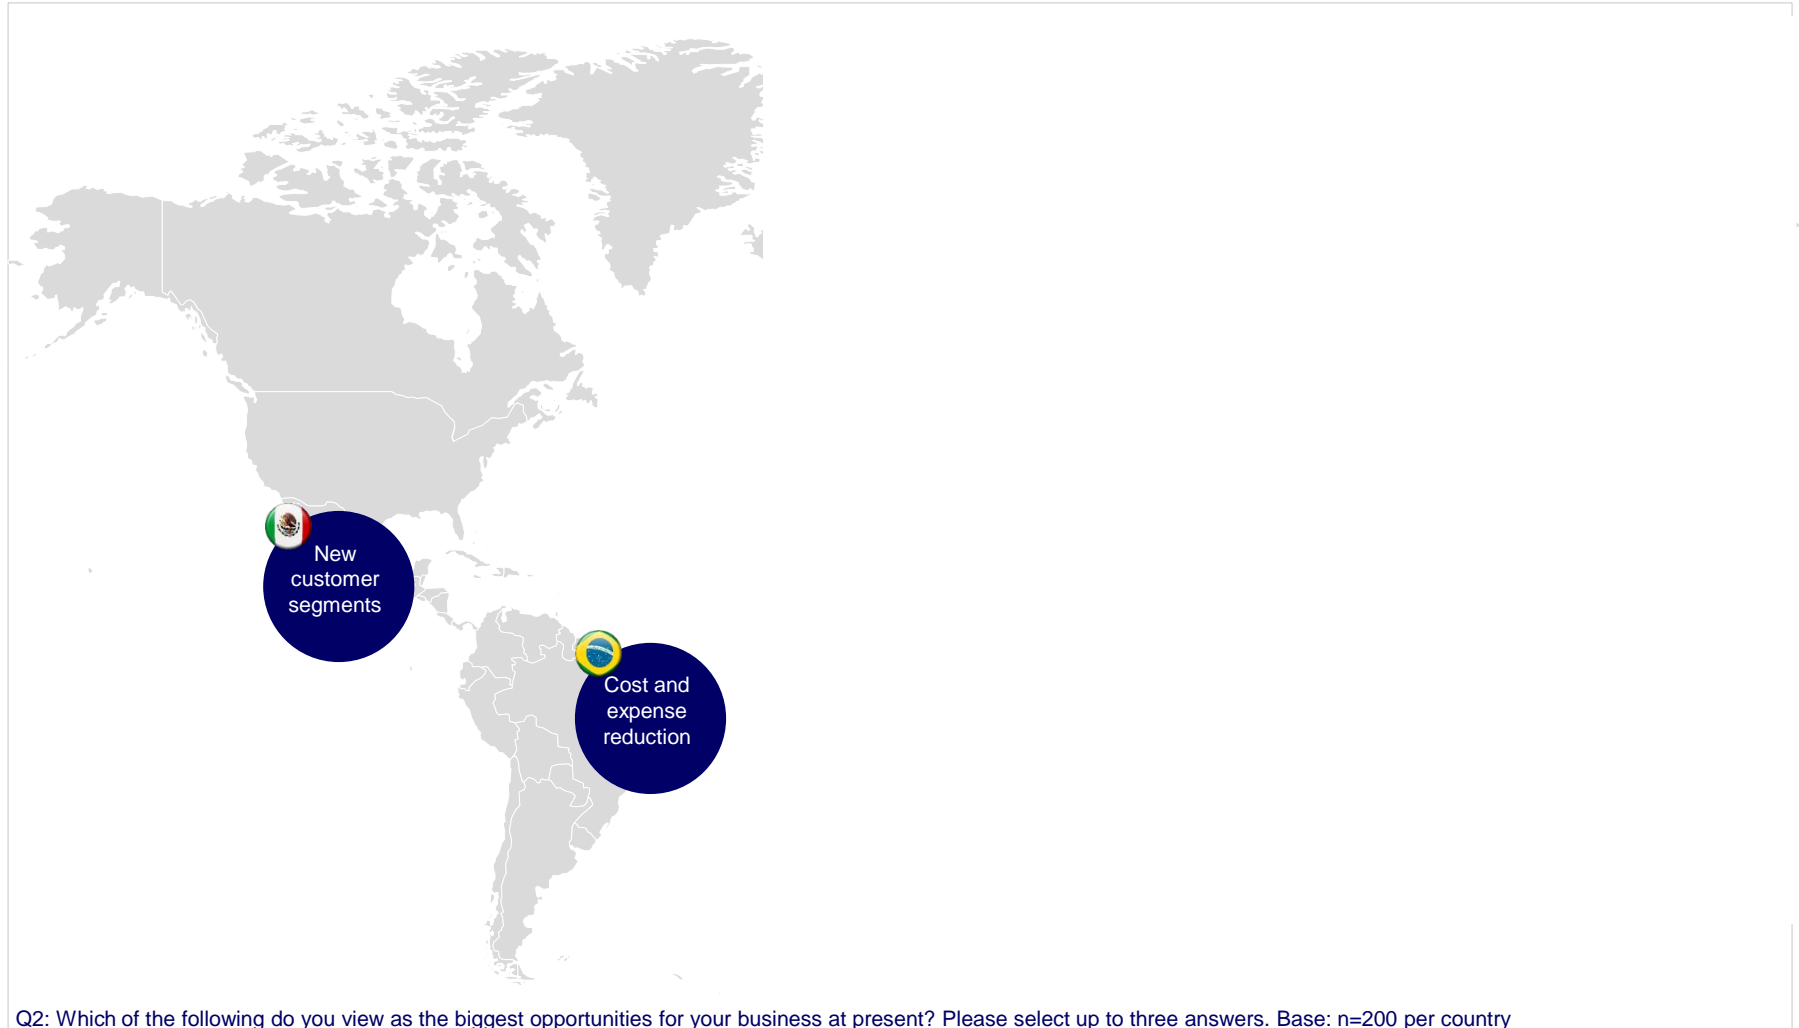 New
customer
segments
Cost and
expense
reduction
Q2: Which of the following do you view as the biggest opportunities for your business at present? Please select up to three answers. Base: n=200 per country